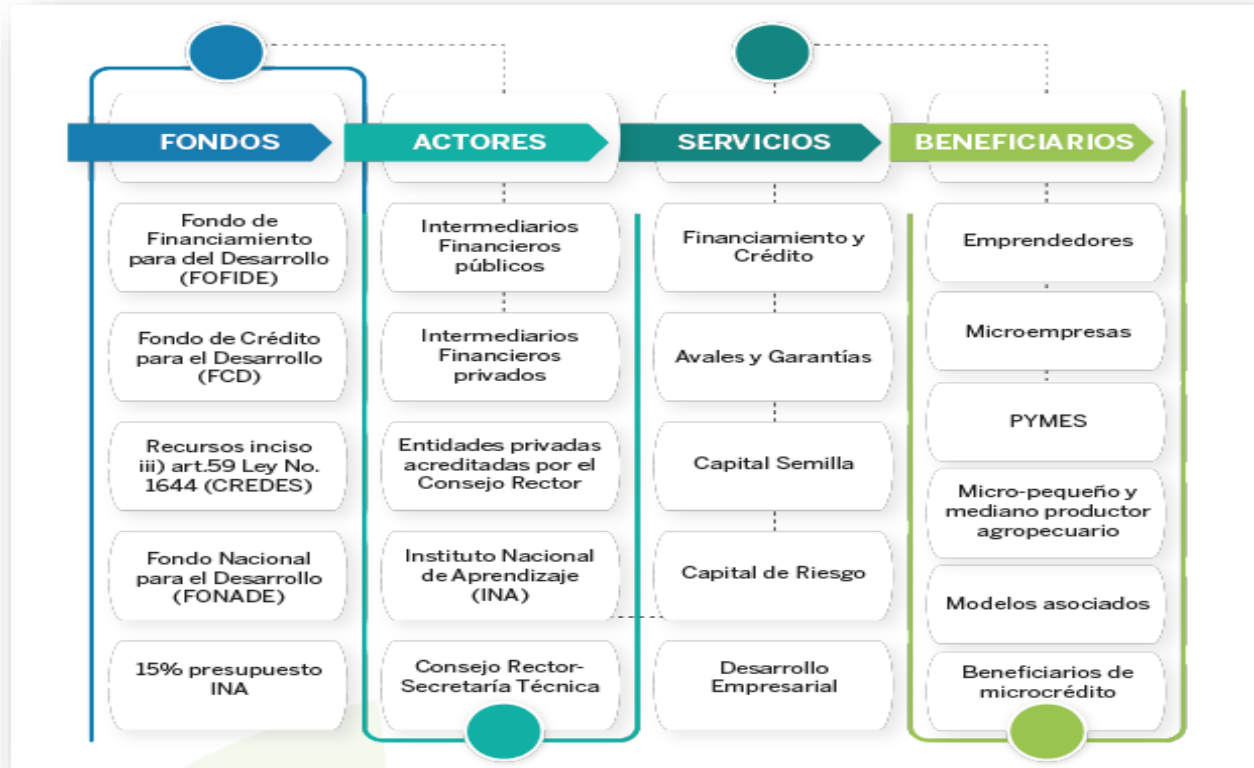 FONDOS
Fondo de
Financiamiento
para del Desarrollo
(FOFIDE)
Fondo de Crédito
para el Desarrollo
(FCD)
Recursos inciso
iii) art.59 Ley No.
1644 (CREDES)
Fondo Nacional
para el Desarrollo
(FONADE)
15% presupuesto
INA
ACTORES
Intermediarios
Financieros
públicos
Intermediarios
Financieros
privados
Entidades privadas
acreditadas por el
Consejo Rector
Instituto Nacional
de Aprendizaje
(INA)
Consejo Rector-
Secretaría Técnica
SERVICIOS
Financiamiento y
Crédito
Avales y Garantías
Capital Semilla
Capital de Riesgo
Desarrollo
Empresarial
BENEFICIARIOS
Emprendedores
Microempresas
PYMES
Micro-pequeño y
mediano productor
agropecuario
Modelos asociados
Beneficiarios de
microcrédito